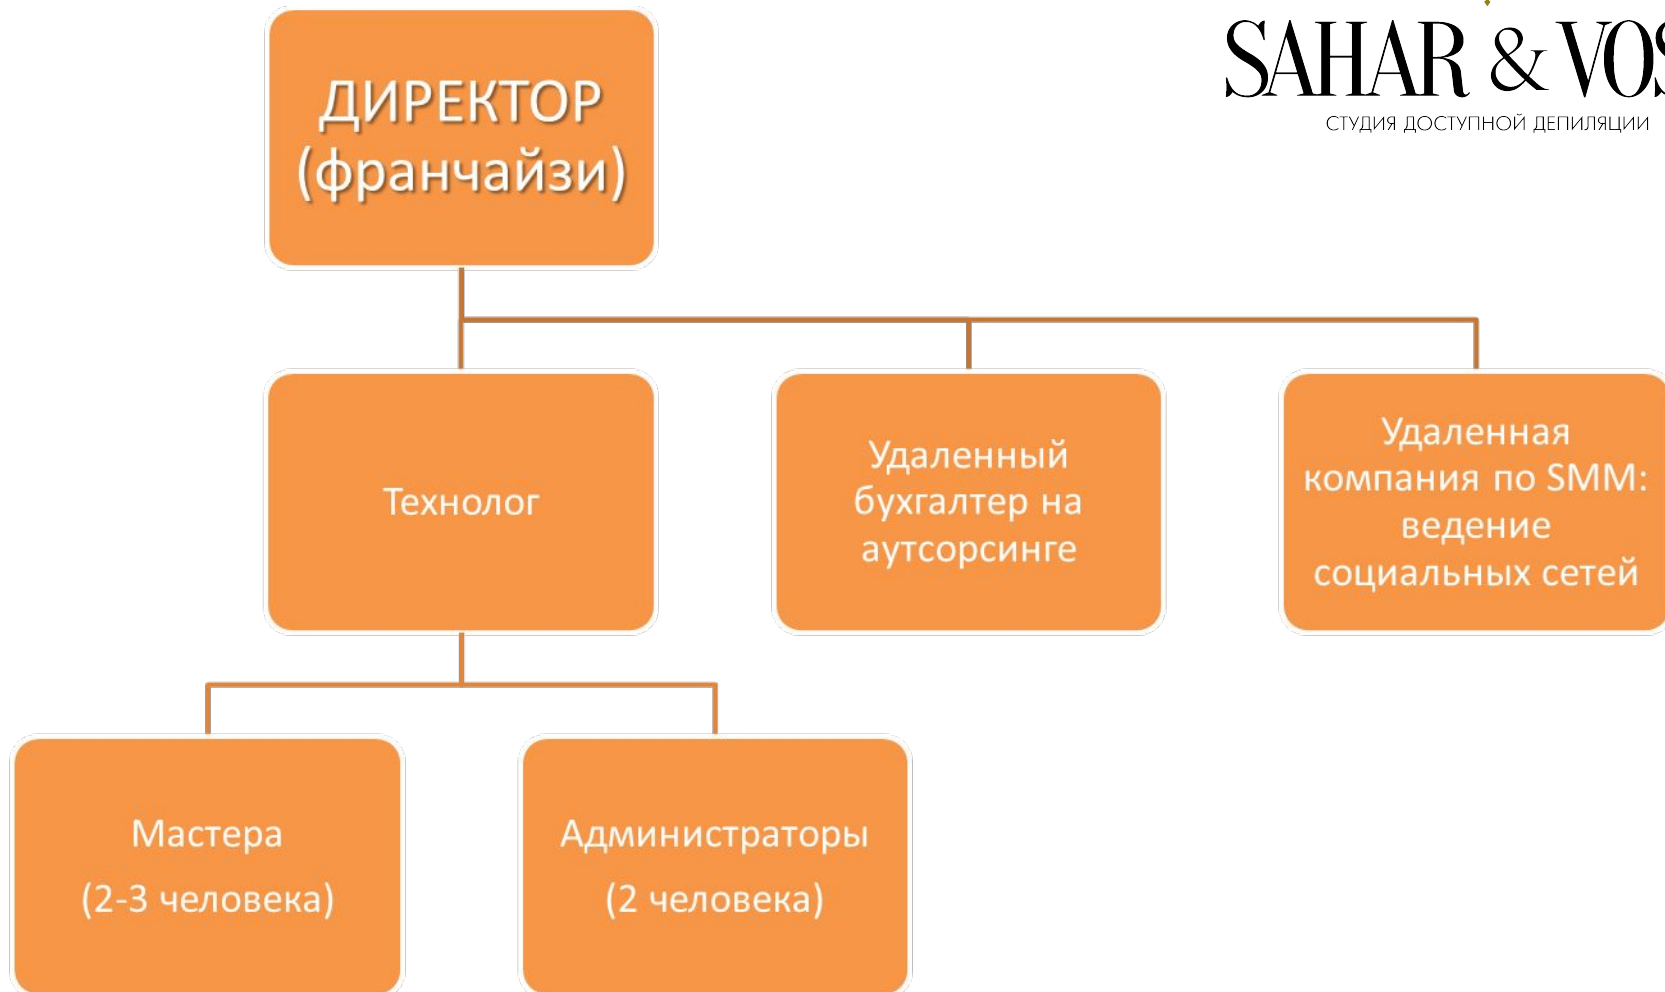 SAHAR & VOS
СТУДИЯ ДОСТУПНОЙ ДЕПИЛЯЦИИ
ДИРЕКТОР
(франчайзи)
Технолог
Удаленный
бухгалтер на
аутсорсинге
Удаленная
компания по SMM:
ведение
социальных сетей
Мастера
(2-3 человека)
Администраторы
(2 человека)